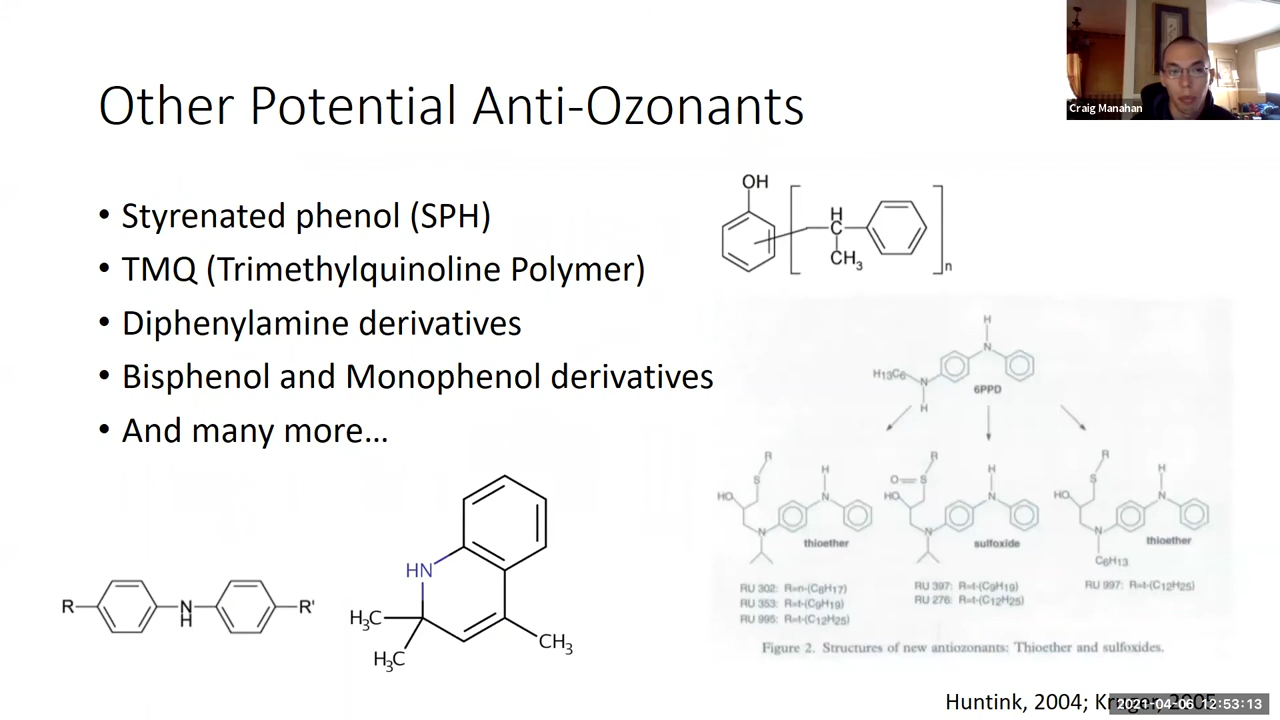 Craig Manahan
Other Potential Anti-Ozonants
• Styrenated phenol (SPH)
• TMQ (Trimethylquinoline Polymer)
• Diphenylamine derivatives
• Bisphenol and Monophenol derivatives
• And many more…
OH
H
C
CH3
n
H
N
H13C6
N
H
6PPD
R
S
HO
H
N
N
thioether
RU 302: R=n-(C8H17)
RU 353: R=t-(C9H19)
RU 995: R=t-(C12H25)
R
O=S
HO
H
N
N
sulfoxide
RU 397: R=t-(C9H19)
RU 276: R=t-(C12H25)
R
S
HO
H
N
N
C6H13
thioether
RU 997: R=t-(C12H25)
Figure 2. Structures of new antiozonants: Thioether and sulfoxides.
R
N
H
R'
HN
H3C
H3C
CH3
Huntink, 2004; Kruger, 2005
2021-04-06 12:53:13